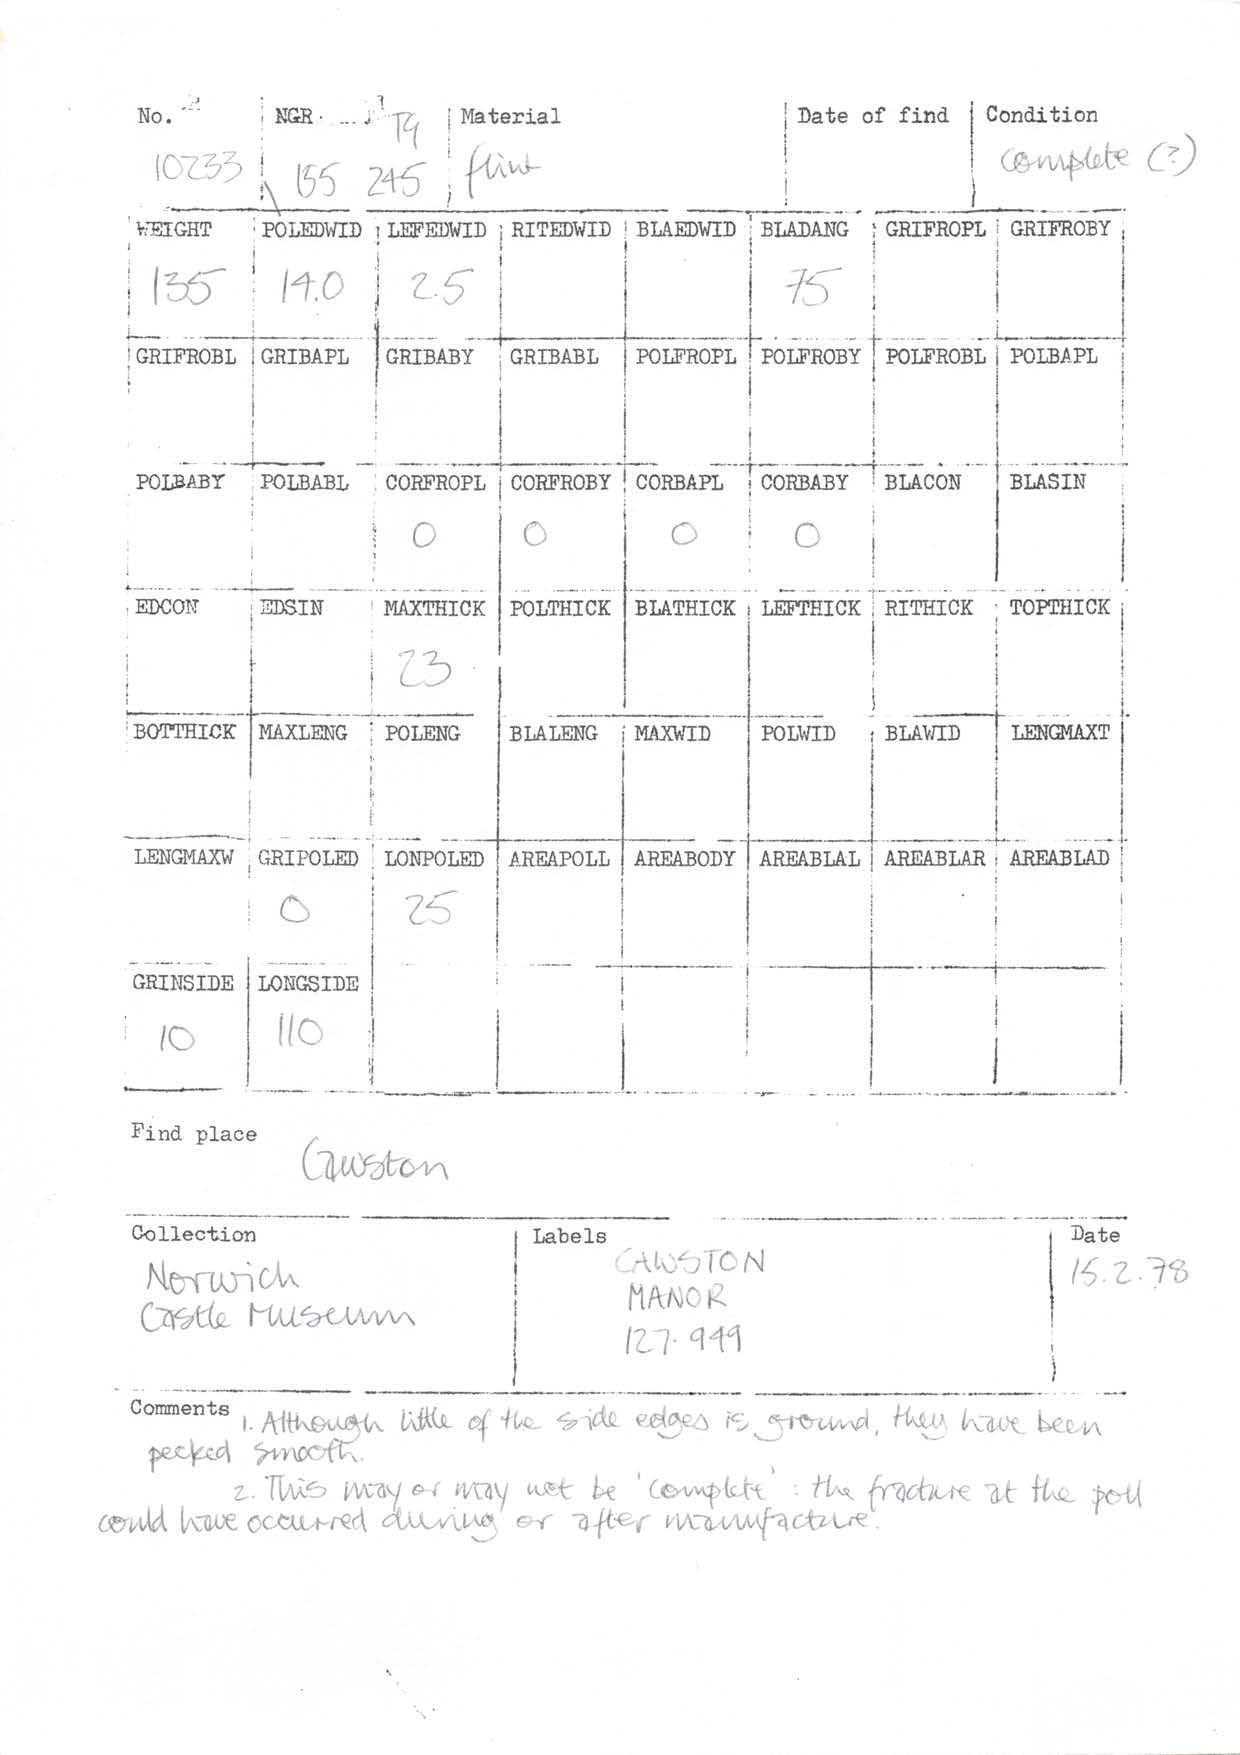 No. NGR Material Date of find Condition
10233 TG 155 245 flint complete (?)
WEIGHT POLEDWID LEFEDWID RITEDWID BLAEDWID BLADANG GRIFROPL GRIFROBY
135 14.0 2.5 75
GRIFROBL GRIBAPL GRIBABY GRIBABL POLFROPL POLFROBY POLFROBL POLBAPL
POLBABY POLBABL CORFROPL CORFROBY CORBAPL CORBABY BLACON BLASIN
0 0 0 0
EDCON EDSIN MAXTHICK POLTHICK BLATHICK LEFTHICK RITHICK TOPTHICK
23
BOTTHICK MAXLENG POLENG BLALENG MAXWID POLWID BLAWID LENGMAXT
LENGMAXW GRIPOLED LONPOLED AREAPOLL AREABODY AREABLAL AREABLAR AREABLAD
0 25
GRINSIDE LONGSIDE
10 110
Find place
Cawston
Collection Labels Date
Norwich CAWSTON 15.2.78
Castle Museum MANOR
127.949
Comments 1. Although little of the side edges is ground, they have been
pecked smooth.
2. This may or may not be 'complete': the fracture at the poll
could have occurred during or after manufacture.